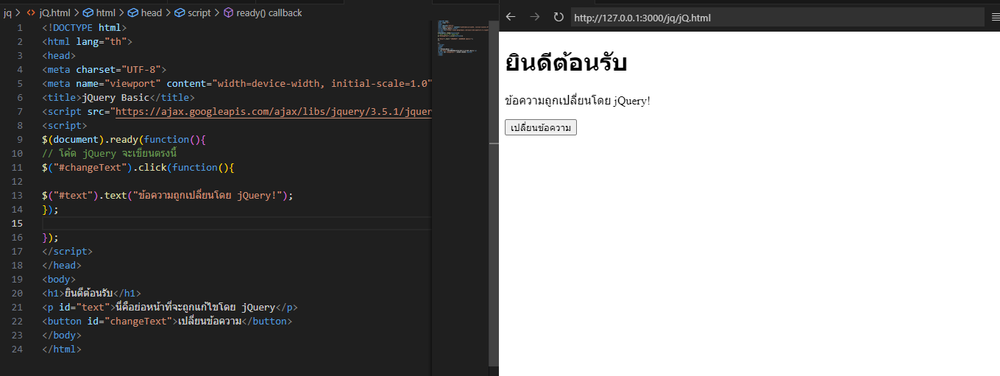 jq > jQ.html > html > head > script > ready() callback
1 <!DOCTYPE html>
2 <html lang="th">
3 <head>
4 <meta charset="UTF-8">
5 <meta name="viewport" content="width=device-width, initial-scale=1.0"
6 <title>jQuery Basic</title>
7 <script src="https://ajax.googleapis.com/ajax/libs/jquery/3.5.1/jquer
8 <script>
9 $(document).ready(function(){
10 // โค้ด jQuery จะเขียนตรงนี้
11 $("#changeText").click(function(){
12
13 $("#text").text("ข้อความถูกเปลี่ยนโดย jQuery!");
14 });
15
16 });
17 </script>
18 </head>
19 <body>
20 <h1>ยินดีต้อนรับ</h1>
21 <p id="text">นี่คือย่อหน้าที่จะถูกแก้ไขโดย jQuery</p>
22 <button id="changeText">เปลี่ยนข้อความ</button>
23 </body>
24 </html>
http://127.0.0.1:3000/jq/jQ.html
ยินดีต้อนรับ
ข้อความถูกเปลี่ยนโดย jQuery!
เปลี่ยนข้อความ